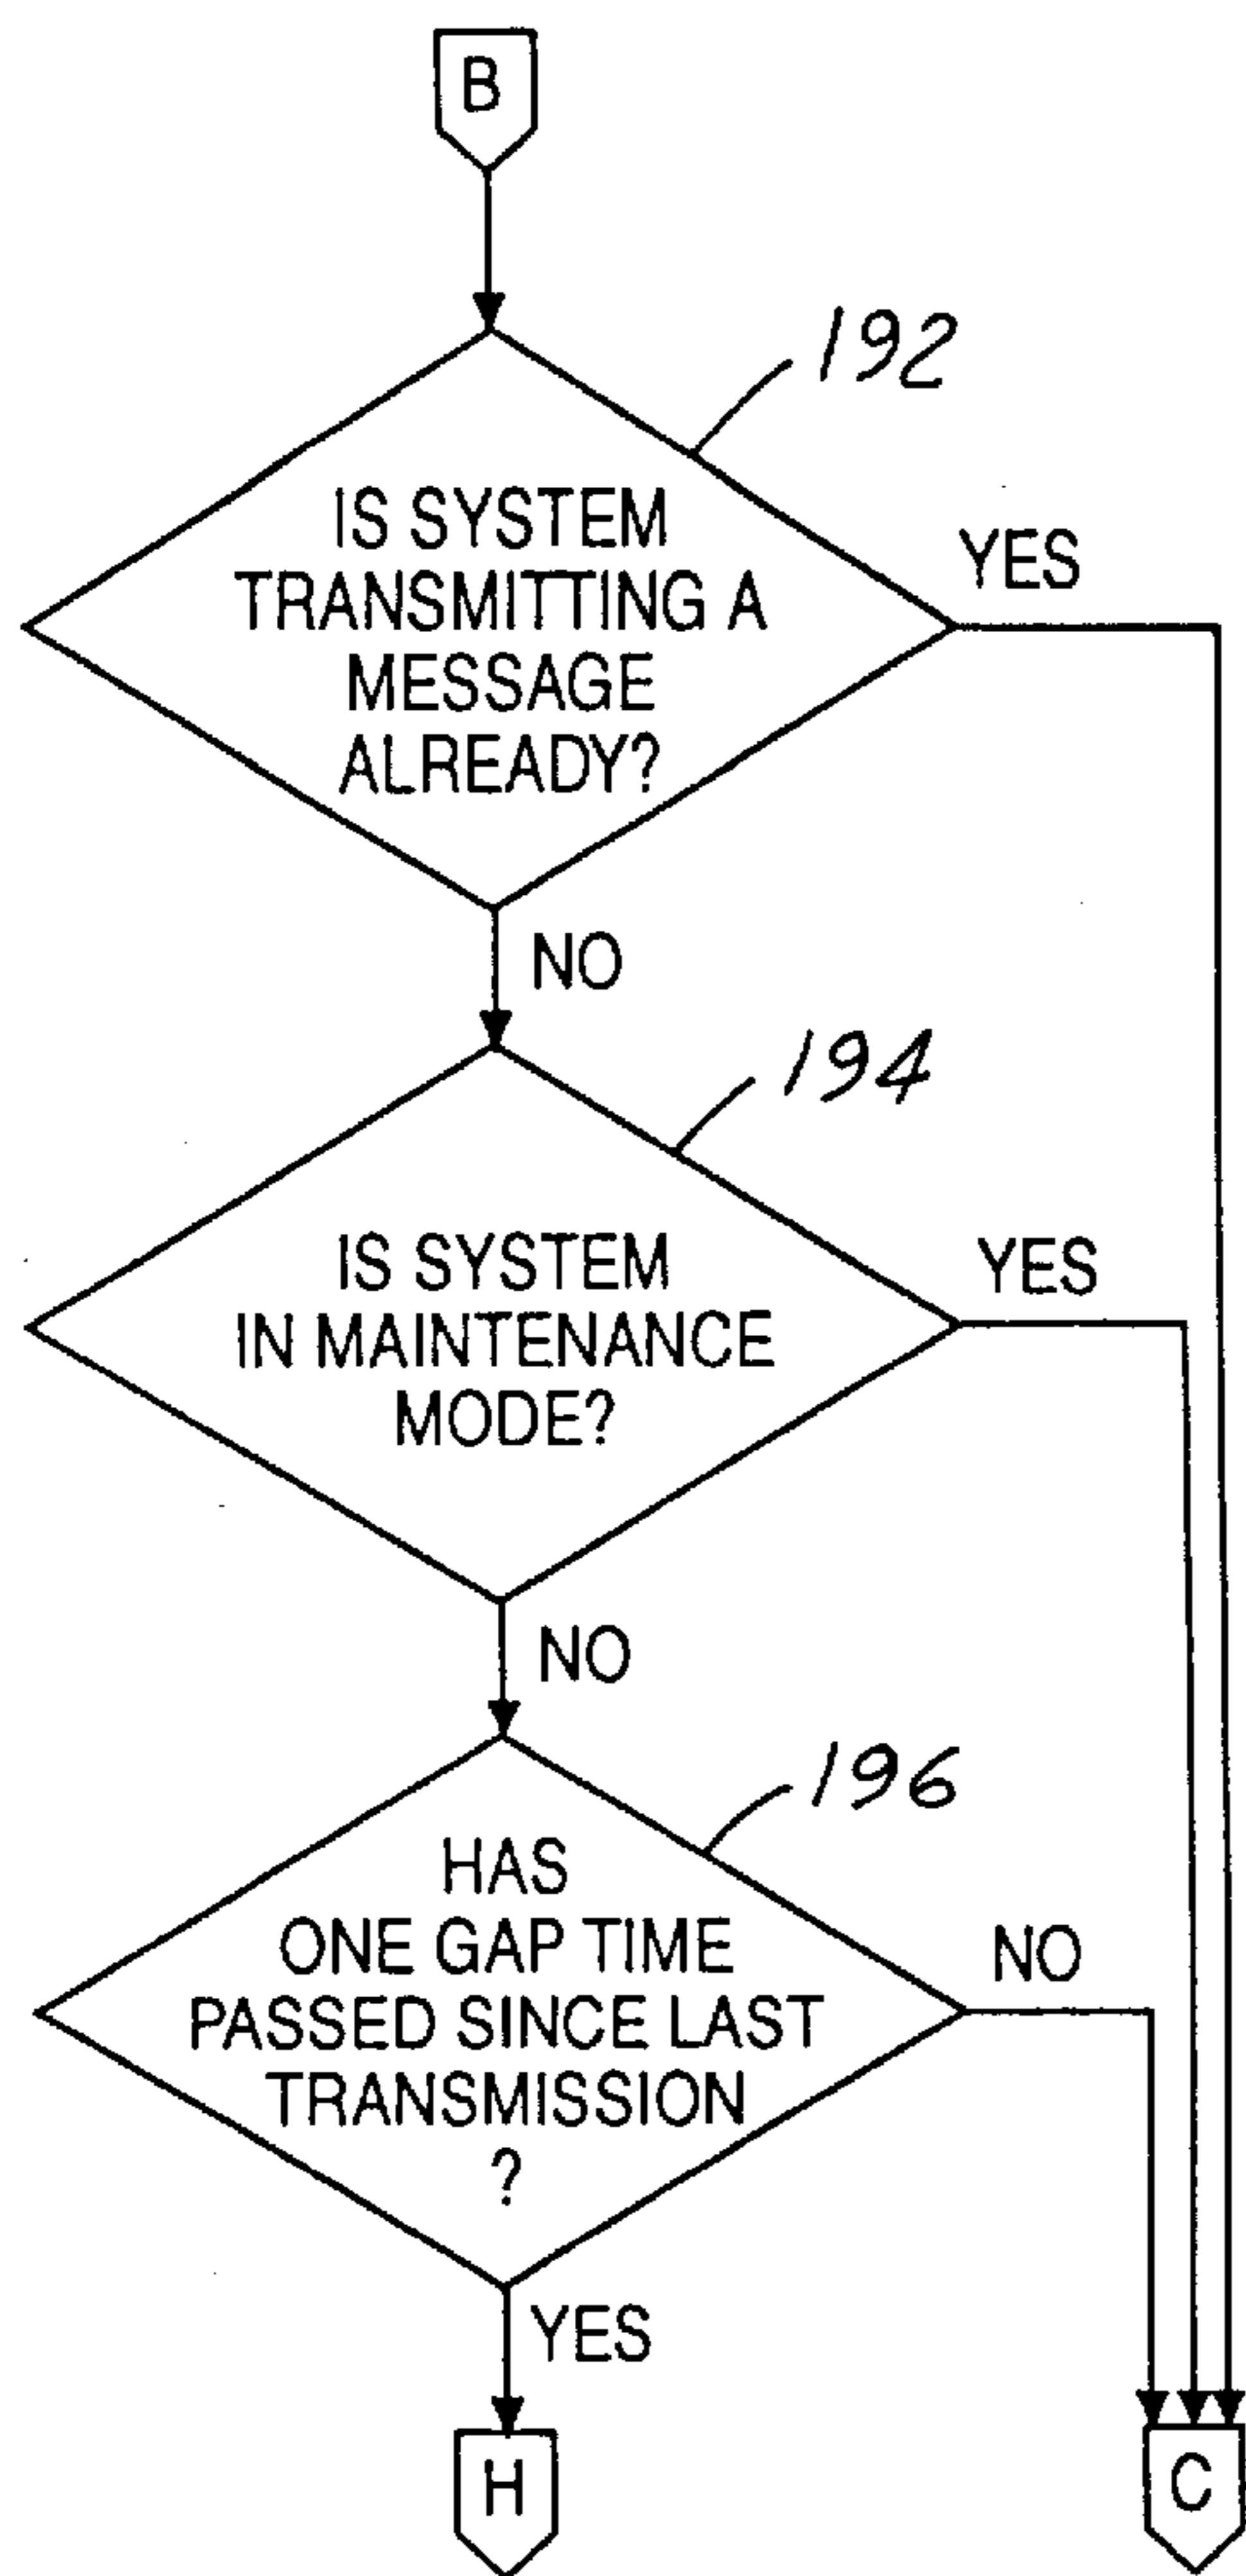 B
192
IS SYSTEM
TRANSMITTING A
MESSAGE
ALREADY?
YES
NO
194
IS SYSTEM
IN MAINTENANCE
MODE?
YES
NO
196
HAS
ONE GAP TIME
PASSED SINCE LAST
TRANSMISSION
?
NO
YES
H
C